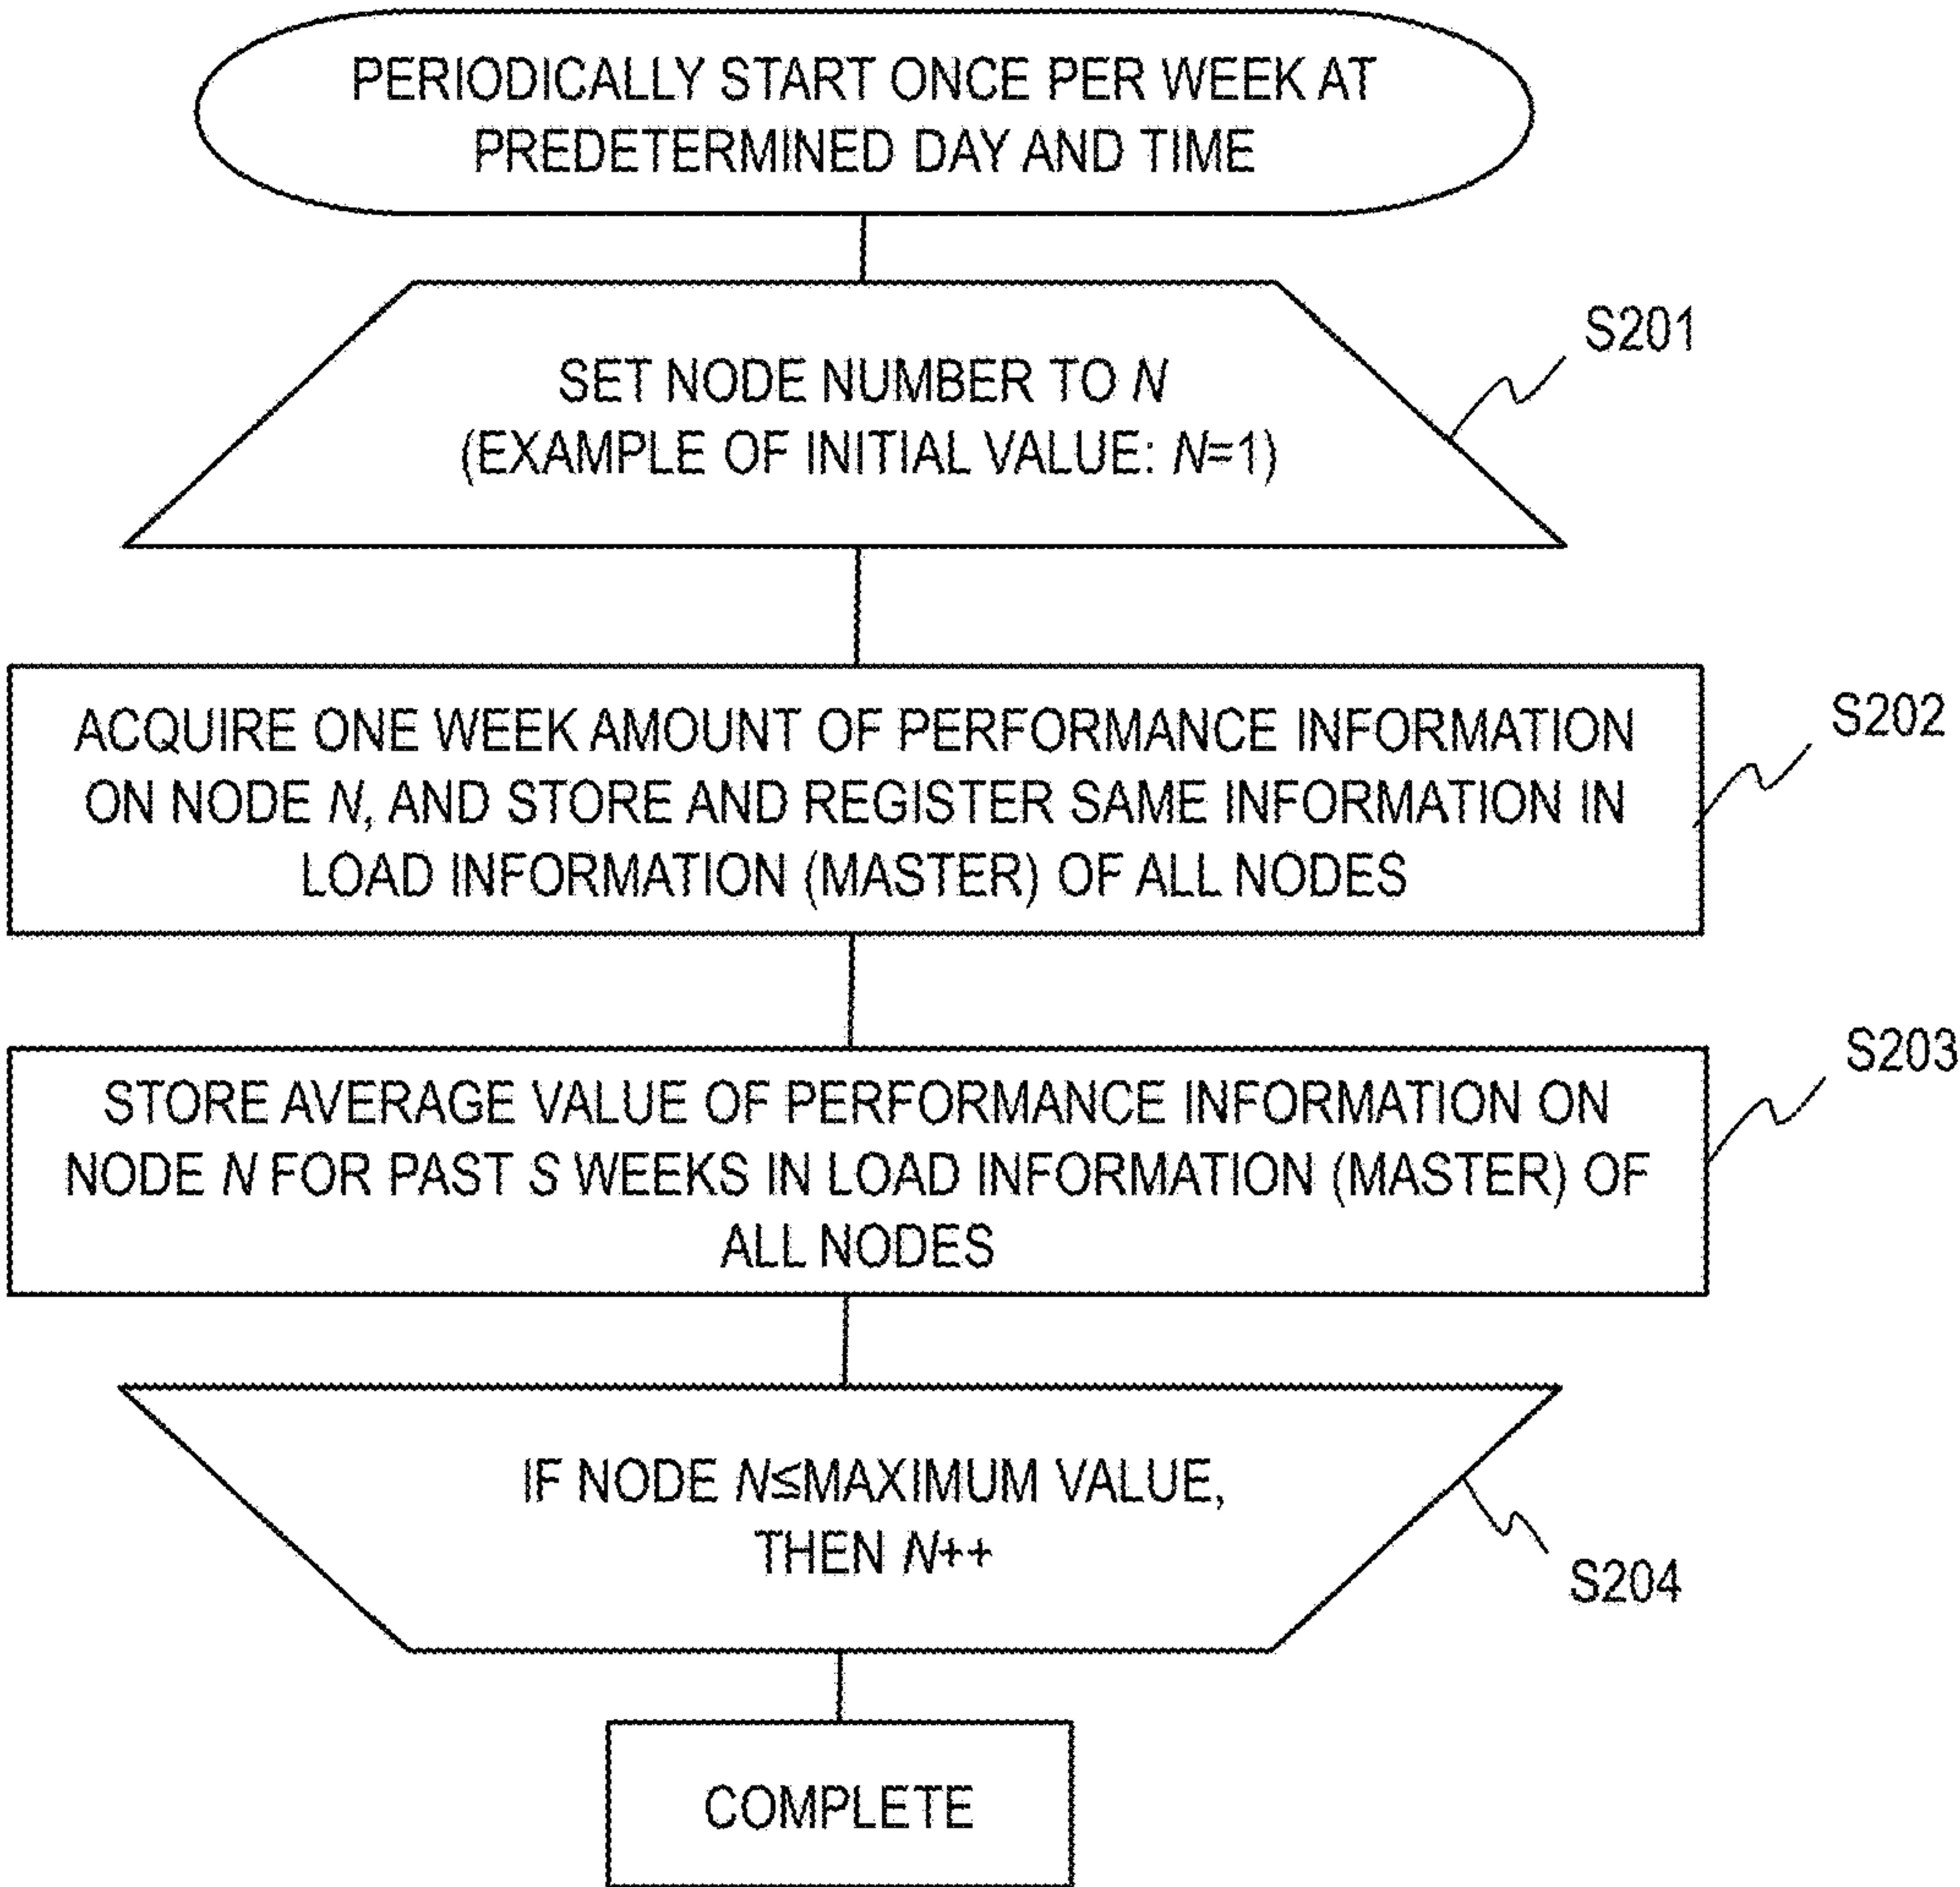 PERIODICALLY START ONCE PER WEEK AT
PREDETERMINED DAY AND TIME
SET NODE NUMBER TO N
(EXAMPLE OF INITIAL VALUE: N=1)
S201
ACQUIRE ONE WEEK AMOUNT OF PERFORMANCE INFORMATION
ON NODE N, AND STORE AND REGISTER SAME INFORMATION IN
LOAD INFORMATION (MASTER) OF ALL NODES
S202
STORE AVERAGE VALUE OF PERFORMANCE INFORMATION ON
NODE N FOR PAST S WEEKS IN LOAD INFORMATION (MASTER) OF
ALL NODES
S203
IF NODE N≦MAXIMUM VALUE,
THEN N++
S204
COMPLETE